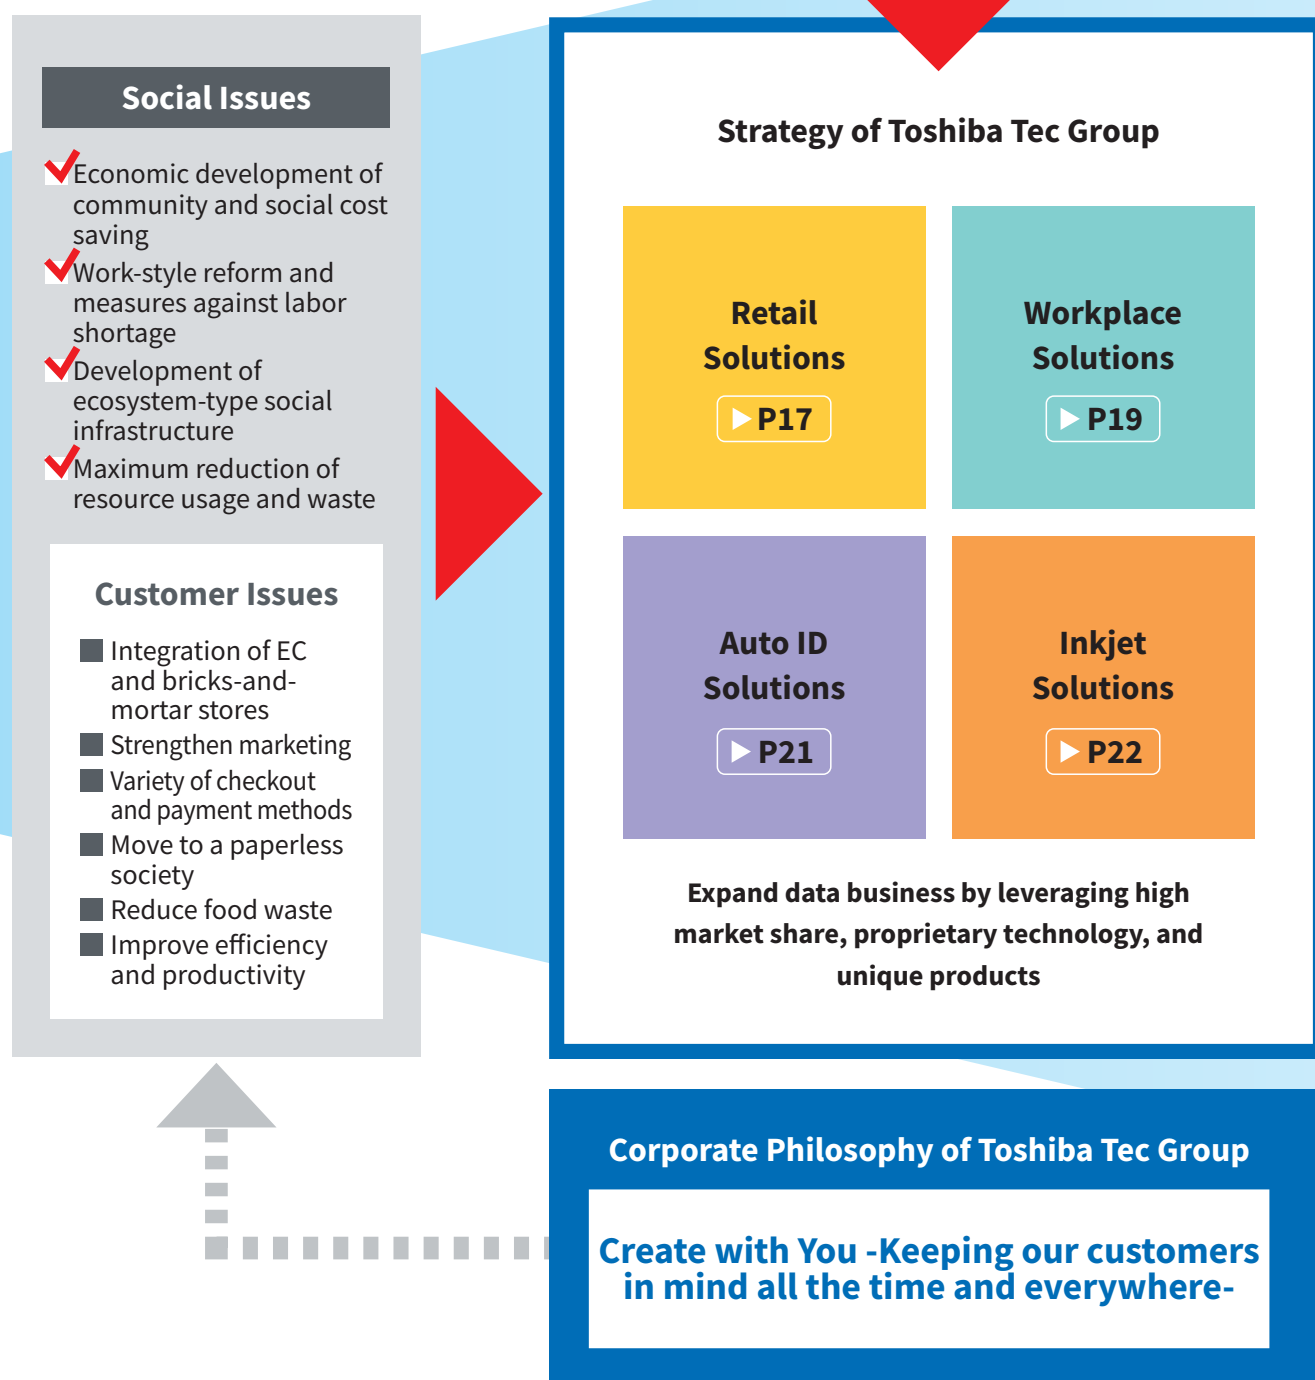 Social Issues
Economic development of
community and social cost
saving
Work-style reform and
measures against labor
shortage
Development of
ecosystem-type social
infrastructure
Maximum reduction of
resource usage and waste
Customer Issues
Integration of EC
and bricks-and-
mortar stores
Strengthen marketing
Variety of checkout
and payment methods
Move to a paperless
society
Reduce food waste
Improve efficiency
and productivity
Strategy of Toshiba Tec Group
Retail
Solutions
P17
Workplace
Solutions
P19
Auto ID
Solutions
P21
Inkjet
Solutions
P22
Expand data business by leveraging high
market share, proprietary technology, and
unique products
Corporate Philosophy of Toshiba Tec Group
Create with You -Keeping our customers
in mind all the time and everywhere-